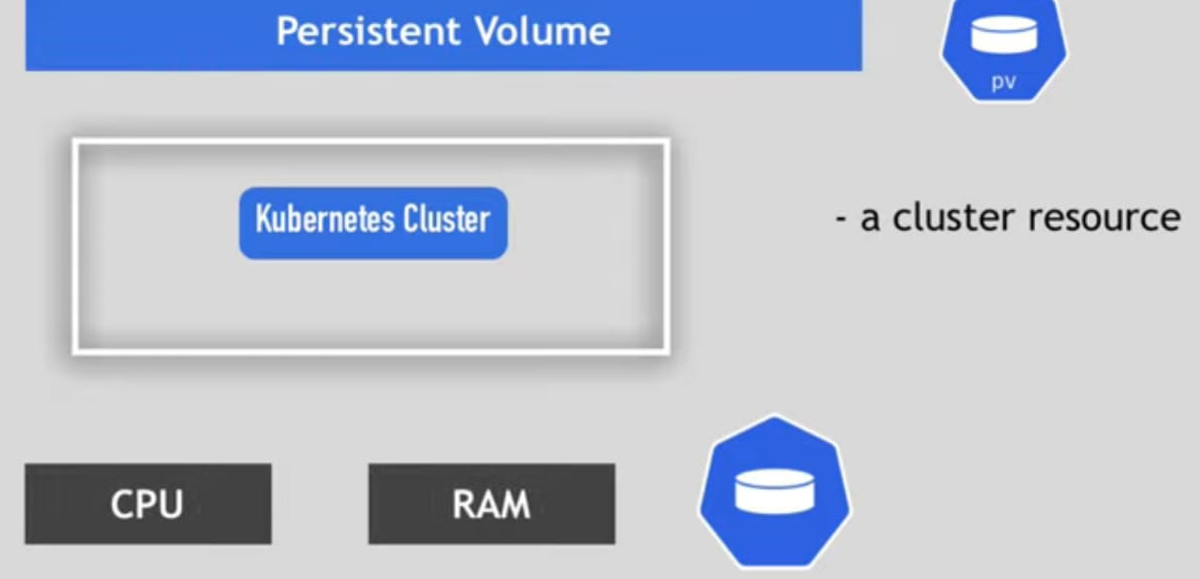 Persistent Volume
pv
Kubernetes Cluster
- a cluster resource
CPU
RAM